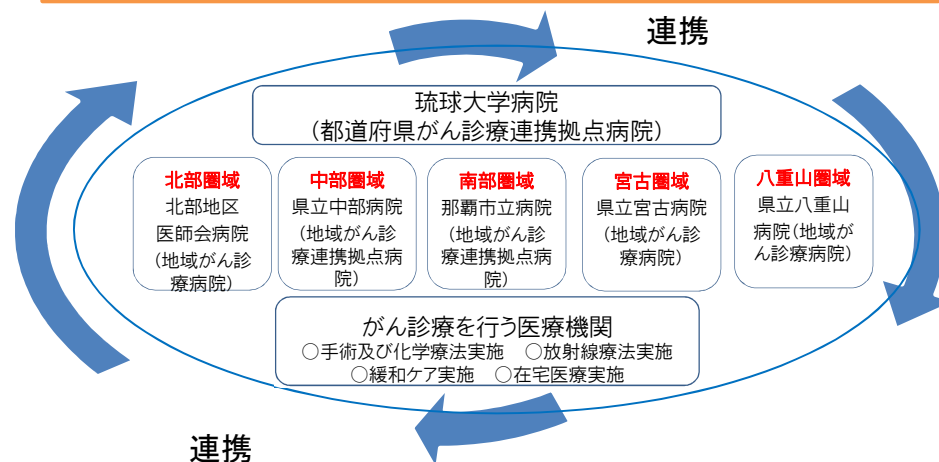 連携
琉球大学病院
(都道府県がん診療連携拠点病院)
北部圏域
北部地区
医師会病院
(地域がん診
療病院)
中部圏域
県立中部病院
(地域がん診
療連携拠点病
院)
南部圏域
那覇市立病院
(地域がん診
療連携拠点病
院)
宮古圏域
県立宮古病院
(地域がん診
療病院)
八重山圏域
県立八重山
病院(地域が
ん診療病院)
がん診療を行う医療機関
○手術及び化学療法実施 ○放射線療法実施
○緩和ケア実施 ○在宅医療実施
連携